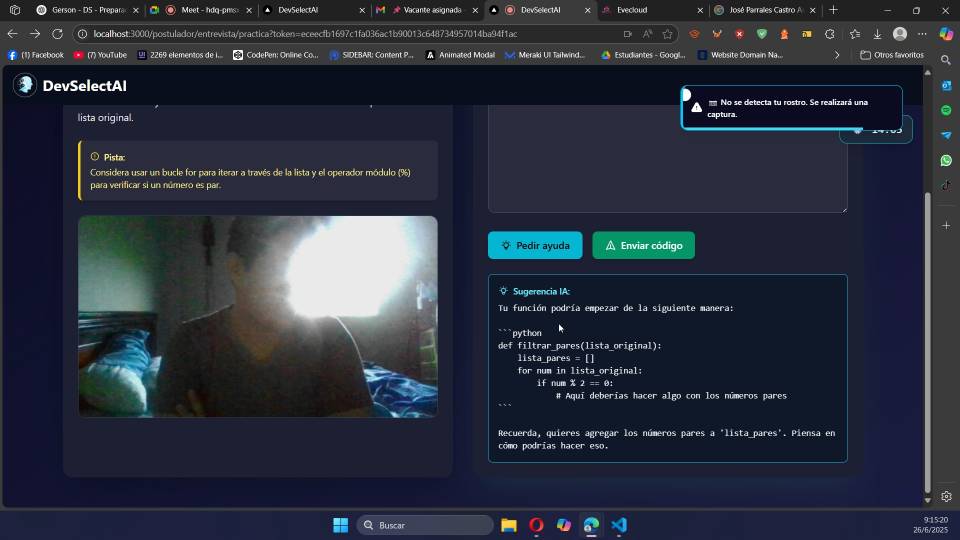 Gerson - DS - Prepara
Meet - hdq-pms
DevSelectAI
Vacante asignada -
DevSelectAI
Evecloud
José Parrales Castro A
localhost:3000/postulador/entrevista/practica?token=eceecfb1697c1fa036ac1b90013c648734957014ba94f1ac
(1) Facebook
(7) YouTube
2269 elementos de i...
CodePen: Online Co...
SIDEBAR: Content P...
Animated Modal
Meraki UI Tailwind...
Estudiantes - Googl...
Website Domain Na...
Otros favoritos
DevSelectAI
No se detecta tu rostro. Se realizará una
captura.
lista original.
Pista:
Considera usar un bucle for para iterar a través de la lista y el operador módulo (%)
para verificar si un número es par.
Pedir ayuda
Enviar código
Sugerencia IA:
Tu función podría empezar de la siguiente manera:
```python
def filtrar_pares(lista_original):
    lista_pares = []
    for num in lista_original:
        if num % 2 == 0:
            # Aquí deberías hacer algo con los números pares
```
Recuerda, quieres agregar los números pares a 'lista_pares'. Piensa en
cómo podrías hacer eso.
Buscar
9:15:20
26/6/2025